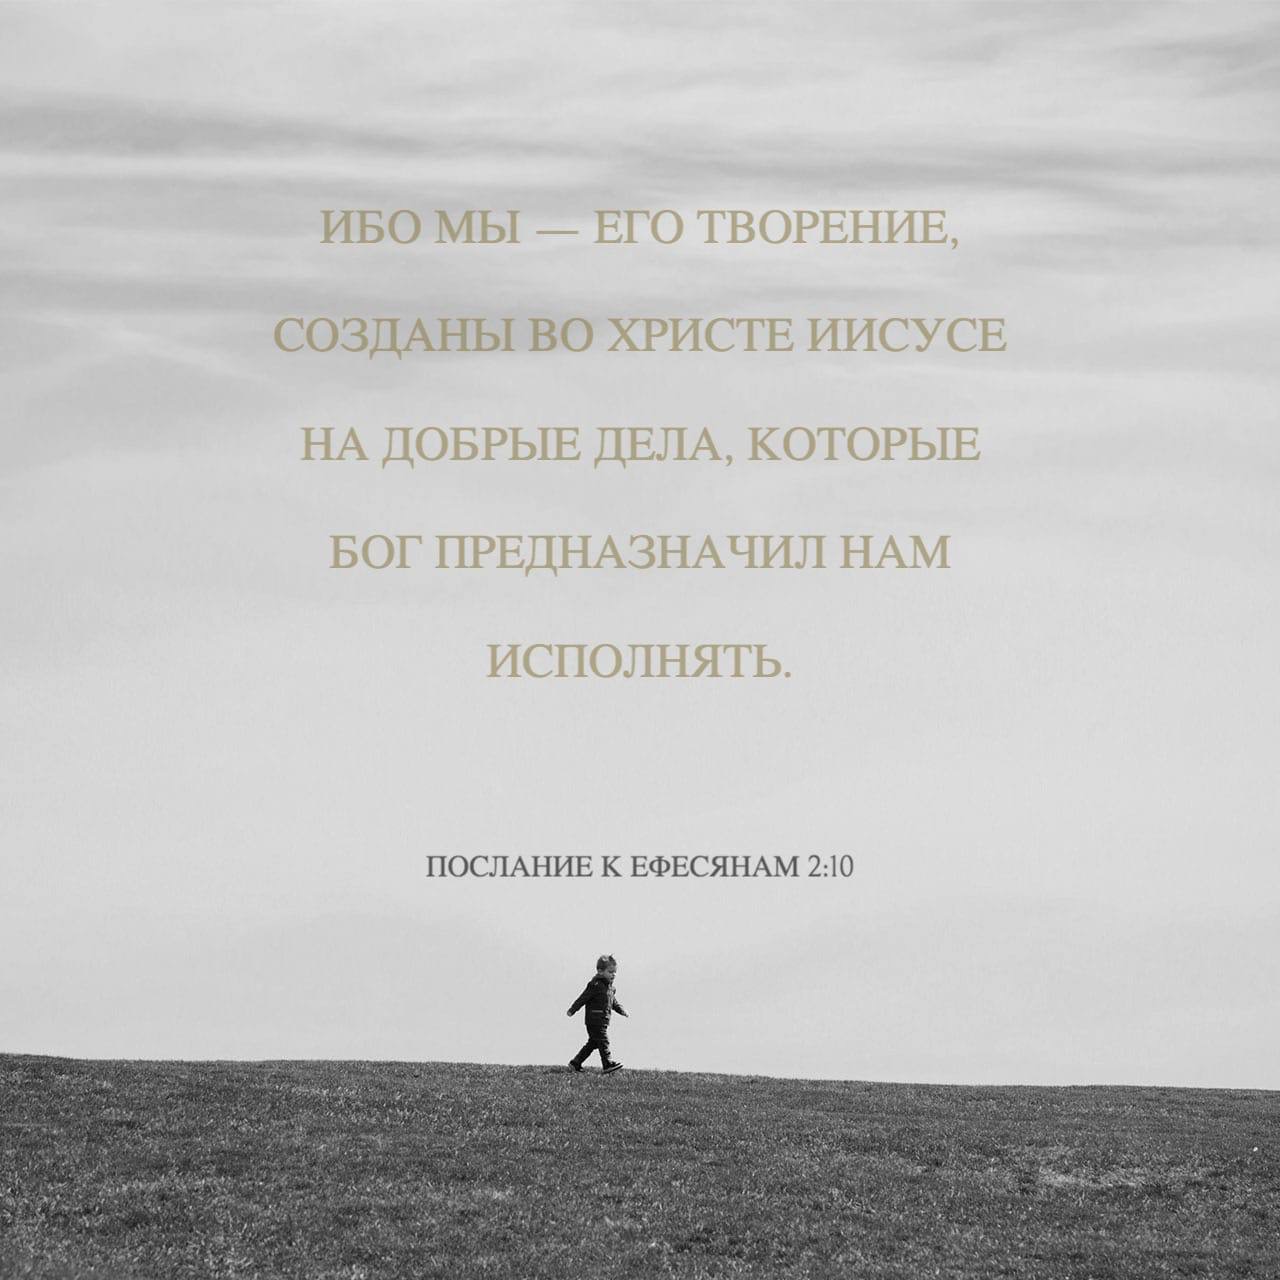 ИБО МЫ — ЕГО ТВОРЕНИЕ,
СОЗДАНЫ ВО ХРИСТЕ ИИСУСЕ
НА ДОБРЫЕ ДЕЛА, КОТОРЫЕ
БОГ ПРЕДНАЗНАЧИЛ НАМ
ИСПОЛНЯТЬ.
ПОСЛАНИЕ К ЕФЕСЯНАМ 2:10